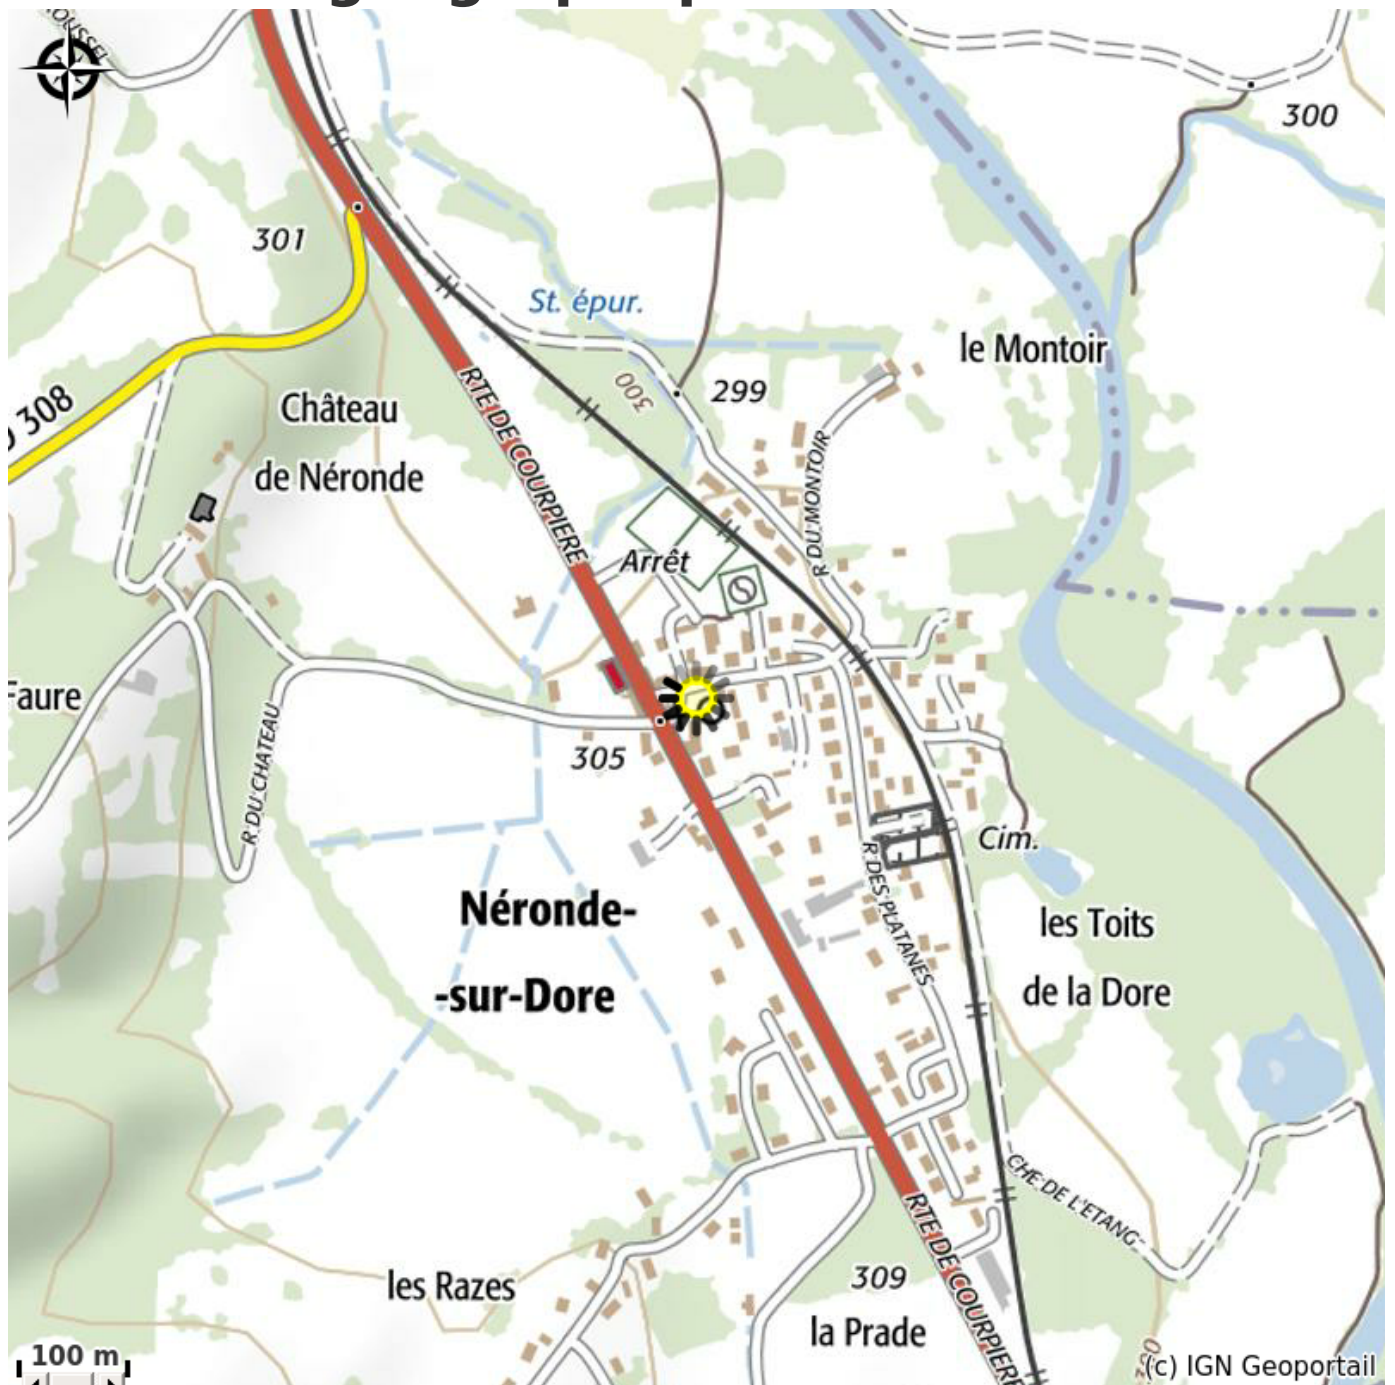 300
301
St. épur.
le Montoir
300
299
Château
de Néronde
308
RTE DE COURPIERE
R DU MONTOIR
Arrêt
Faure
305
R DU CHATEAU
Cim.
R DES PLATANES
Néronde-
-sur-Dore
les Toits
de la Dore
CHE DE L'ETANG
RTE DE COURPIERE
309
les Razes
la Prade
100 m
(c) IGN Geoportail